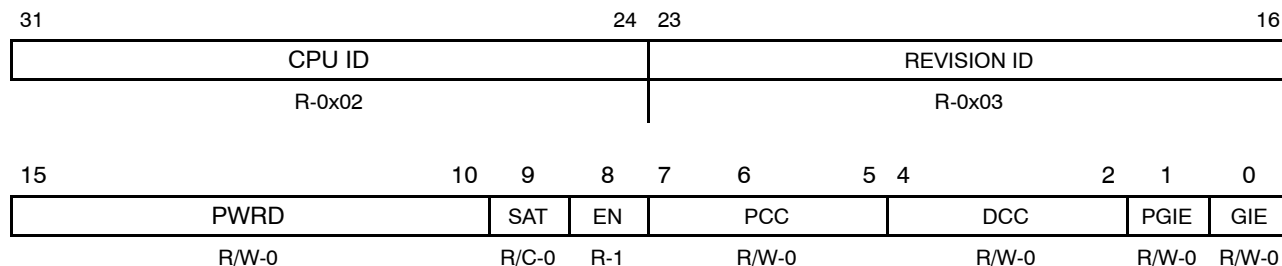 31 24 23 16
CPU ID REVISION ID
R-0x02 R-0x03
15 10 9 8 7 6 5 4 2 1 0
PWRD SAT EN PCC DCC PGIE GIE
R/W-0 R/C-0 R-1 R/W-0 R/W-0 R/W-0 R/W-0